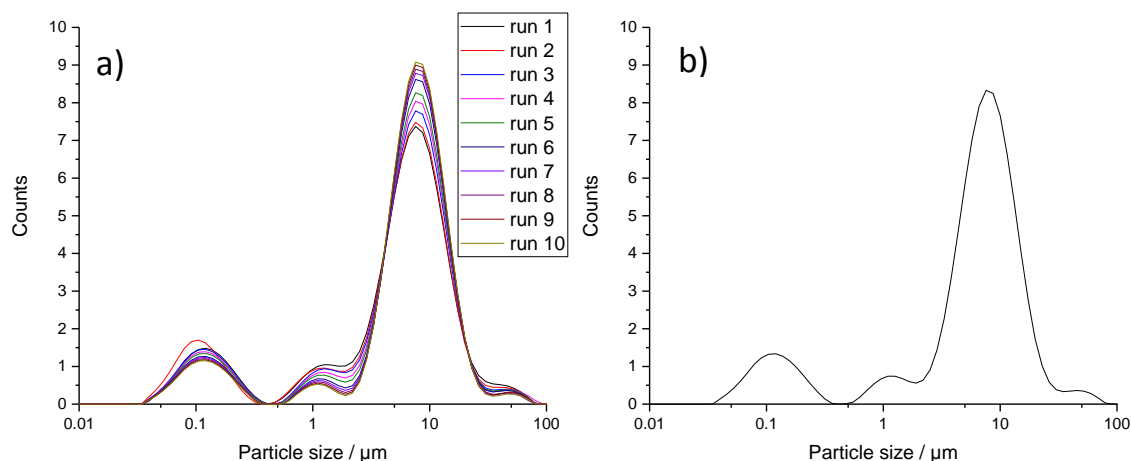 a)
Counts
10
9
8
7
6
5
4
3
2
1
0
0.01 0.1 1 10 100
Particle size / µm
run 1
run 2
run 3
run 4
run 5
run 6
run 7
run 8
run 9
run 10
b)
Counts
10
9
8
7
6
5
4
3
2
1
0
0.01 0.1 1 10 100
Particle size / µm